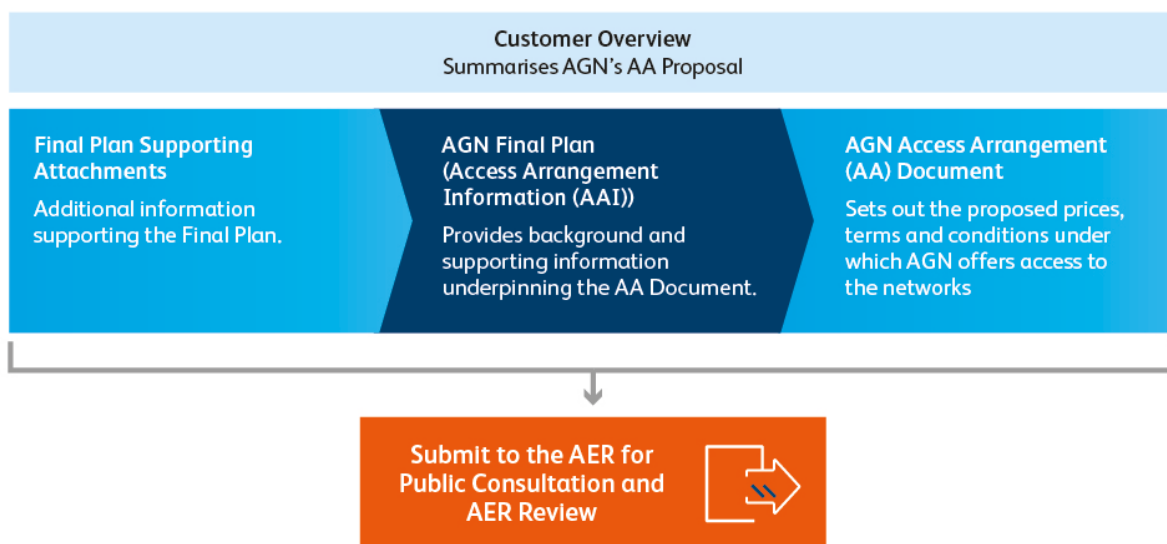 Customer Overview
Summarises AGN's AA Proposal
Final Plan Supporting
Attachments
Additional information
supporting the Final Plan.
AGN Final Plan
(Access Arrangement
Information (AAI))
Provides background and
supporting information
underpinning the AA Document.
AGN Access Arrangement
(AA) Document
Sets out the proposed prices,
terms and conditions under
which AGN offers access to
the networks
Submit to the AER for
Public Consultation and
AER Review